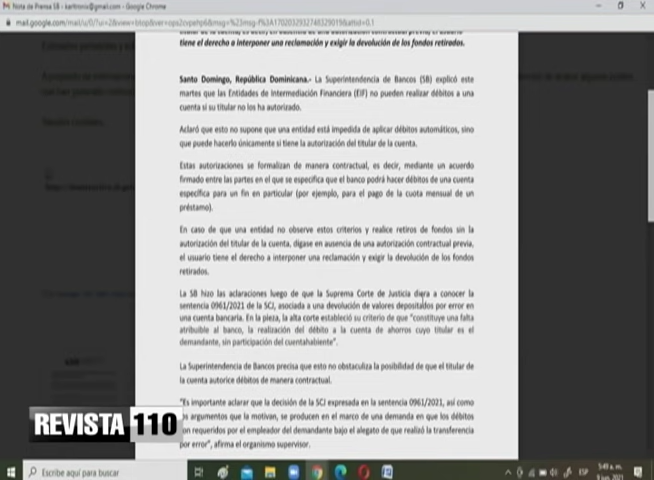 Nota de Prensa SB - karitronix@gmail.com - Google Chrome
tiene el derecho a interponer una reclamación y exigir la devolución de los fondos retirados.
Santo Domingo, República Dominicana.- La Superintendencia de Bancos (SB) explicó este
martes que las Entidades de Intermediación Financiera (EIF) no pueden realizar débitos a una
cuenta si su titular no los ha autorizado.
Aclaró que esto no supone que una entidad está impedida de aplicar débitos automáticos, sino
que puede hacerlo únicamente si tiene la autorización del titular de la cuenta.
Estas autorizaciones se formalizan de manera contractual, es decir, mediante un acuerdo
firmado entre las partes en el que se especifica que el banco podrá hacer débitos de una cuenta
específica para un fin en particular (por ejemplo, para el pago de la cuota mensual de un
préstamo).
En caso de que una entidad no observe estos criterios y realice retiros de fondos sin la
autorización del titular de la cuenta, dígase en ausencia de una autorización contractual previa,
el usuario tiene el derecho a interponer una reclamación y exigir la devolución de los fondos
retirados.
La SB hizo las aclaraciones luego de que la Suprema Corte de Justicia diera a conocer la
sentencia 0961/2021 de la SCJ, asociada a una devolución de valores depositados por error en
una cuenta bancaria. En la pieza, la alta corte estableció su criterio de que "constituye una falta
atribuible al banco, la realización del débito a la cuenta de ahorros cuyo titular es el
demandante, sin participación del cuentahabiente".
La Superintendencia de Bancos precisa que esto no obstaculiza la posibilidad de que el titular de
la cuenta autorice débitos de manera contractual.
"Es importante aclarar que la decisión de la SCJ expresada en la sentencia 0961/2021, así como
os argumentos que la motivan, se producen en el marco de una demanda en que los débitos
on requeridos por el empleador del demandante bajo el alegato de que realizó la transferencia
por error", afirma el organismo supervisor.
REVISTA 110
Escribe aquí para buscar
ESP
5:49 a. m.